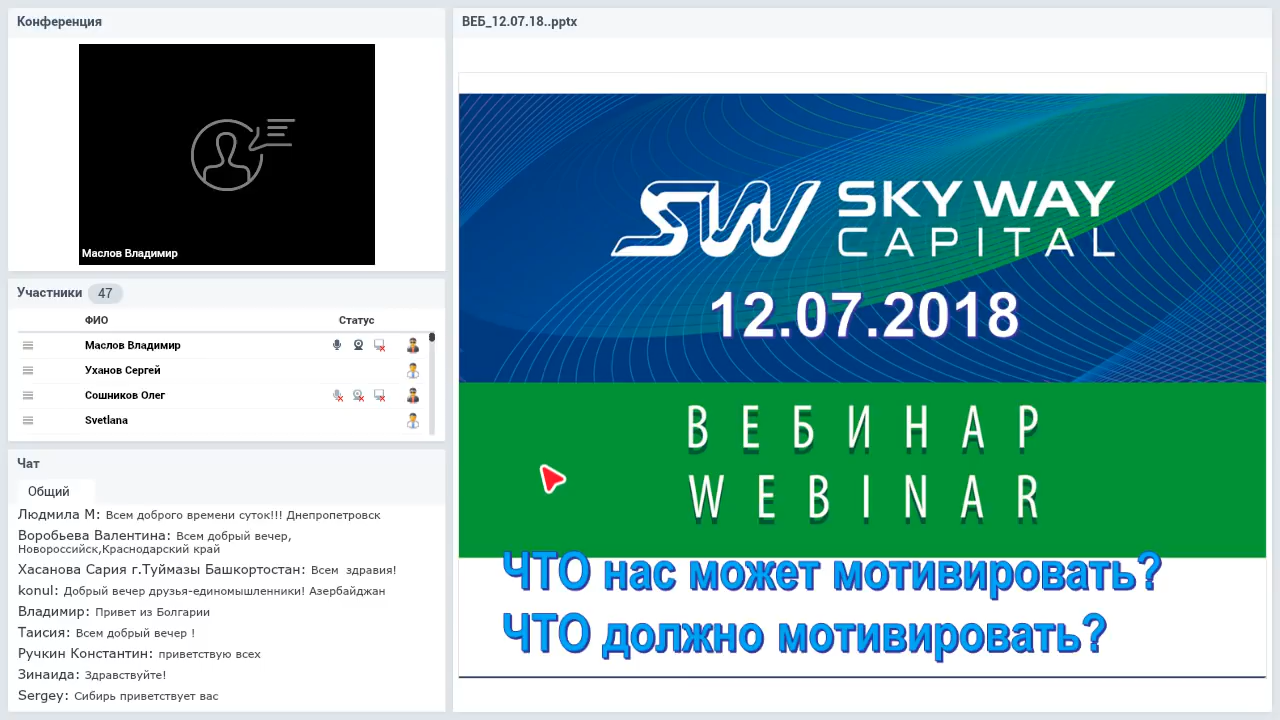 Конференция
Маслов Владимир
Участники 47
ФИО Статус
Маслов Владимир
Уханов Сергей
Сошников Олег
Svetlana
Чат
Общий
Людмила М: Всем доброго времени суток!!! Днепропетровск
Воробьева Валентина: Всем добрый вечер,
Новороссийск,Краснодарский край
Хасанова Сария г.Туймазы Башкортостан: Всем здравия!
konul: Добрый вечер друзья-единомышленники! Азербайджан
Владимир: Привет из Болгарии
Таисия: Всем добрый вечер !
Ручкин Константин: приветствую всех
Зинаида: Здравствуйте!
Sergey: Сибирь приветствует вас
ВЕБ_12.07.18..pptx
SW SKY WAY
CAPITAL
12.07.2018
ВЕБИНАР
WEBINAR
ЧТО нас может мотивировать?
ЧТО должно мотивировать?